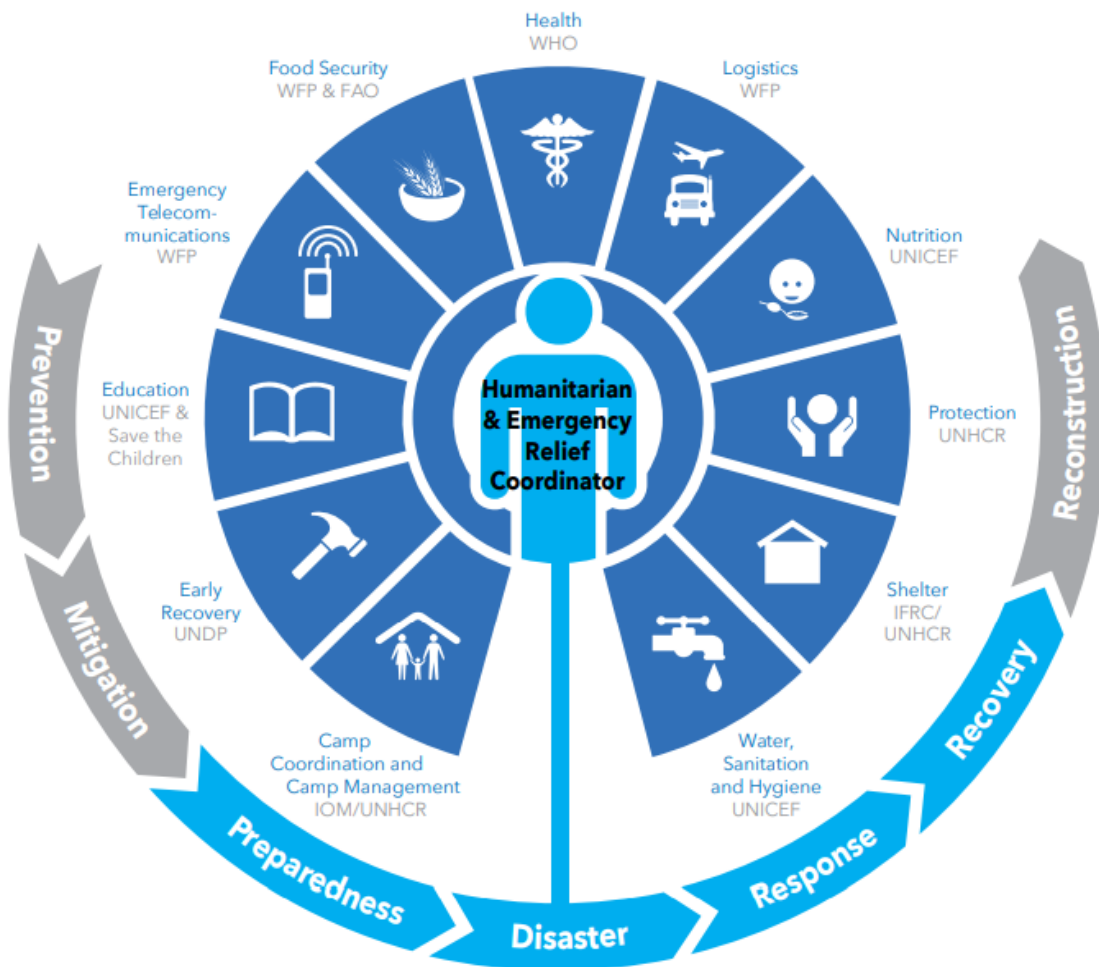 Health
WHO
Food Security
WFP & FAO
Logistics
WFP
Emergency
Telecom-
munications
WFP
Nutrition
UNICEF
Education
UNICEF &
Save the
Children
Humanitarian
& Emergency
Relief
Coordinator
Protection
UNHCR
Early
Recovery
UNDP
Shelter
IFRC/
UNHCR
Camp
Coordination and
Camp Management
IOM/UNHCR
Water,
Sanitation
and Hygiene
UNICEF
Prevention
Mitigation
Preparedness
Disaster
Response
Recovery
Reconstruction